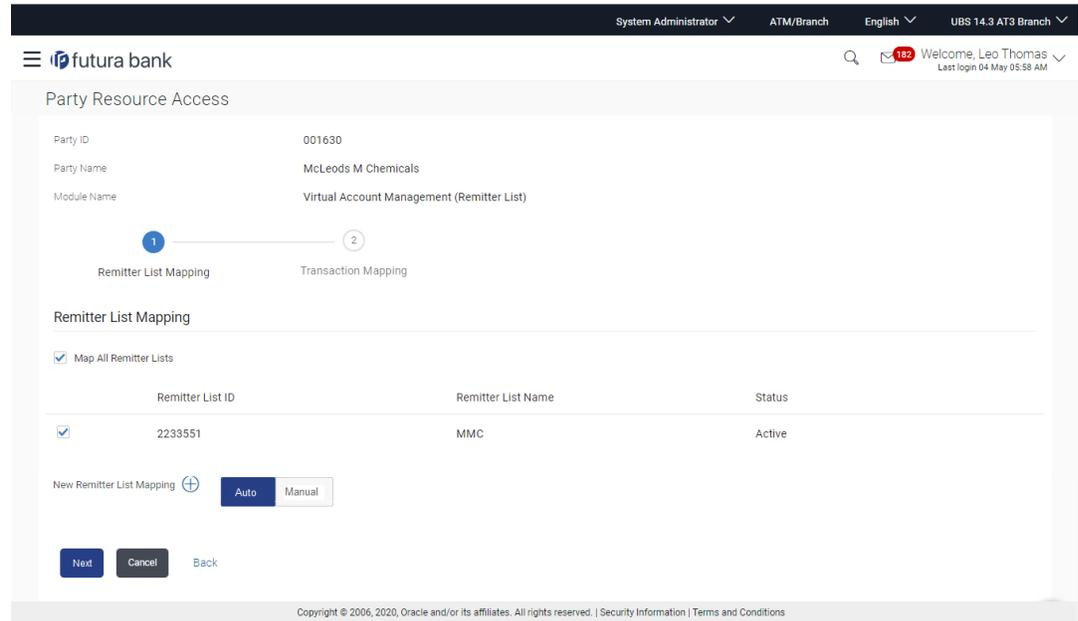 System Administrator ATM/Branch English UBS 14.3 AT3 Branch
futura bank 182 Welcome, Leo Thomas
Last login 04 May 05:58 AM
Party Resource Access
Party ID 001630
Party Name McLeods M Chemicals
Module Name Virtual Account Management (Remitter List)
1 2
Remitter List Mapping Transaction Mapping
Remitter List Mapping
Map All Remitter Lists
Remitter List ID Remitter List Name Status
2233551 MMC Active
New Remitter List Mapping Auto Manual
Next Cancel Back
Copyright © 2006, 2020, Oracle and/or its affiliates. All rights reserved. | Security Information | Terms and Conditions